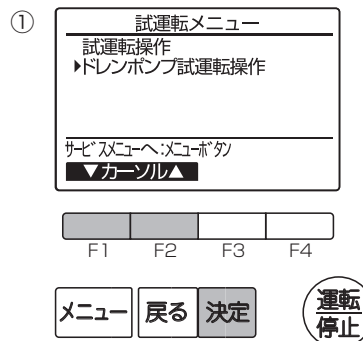 ①
試運転メニュー
試運転操作
▶ドレンポンプ試運転操作
サービスメニューへ:メニューボタン
▼カーソル▲
F1 F2 F3 F4
メニュー 戻る 決定 運転
停止